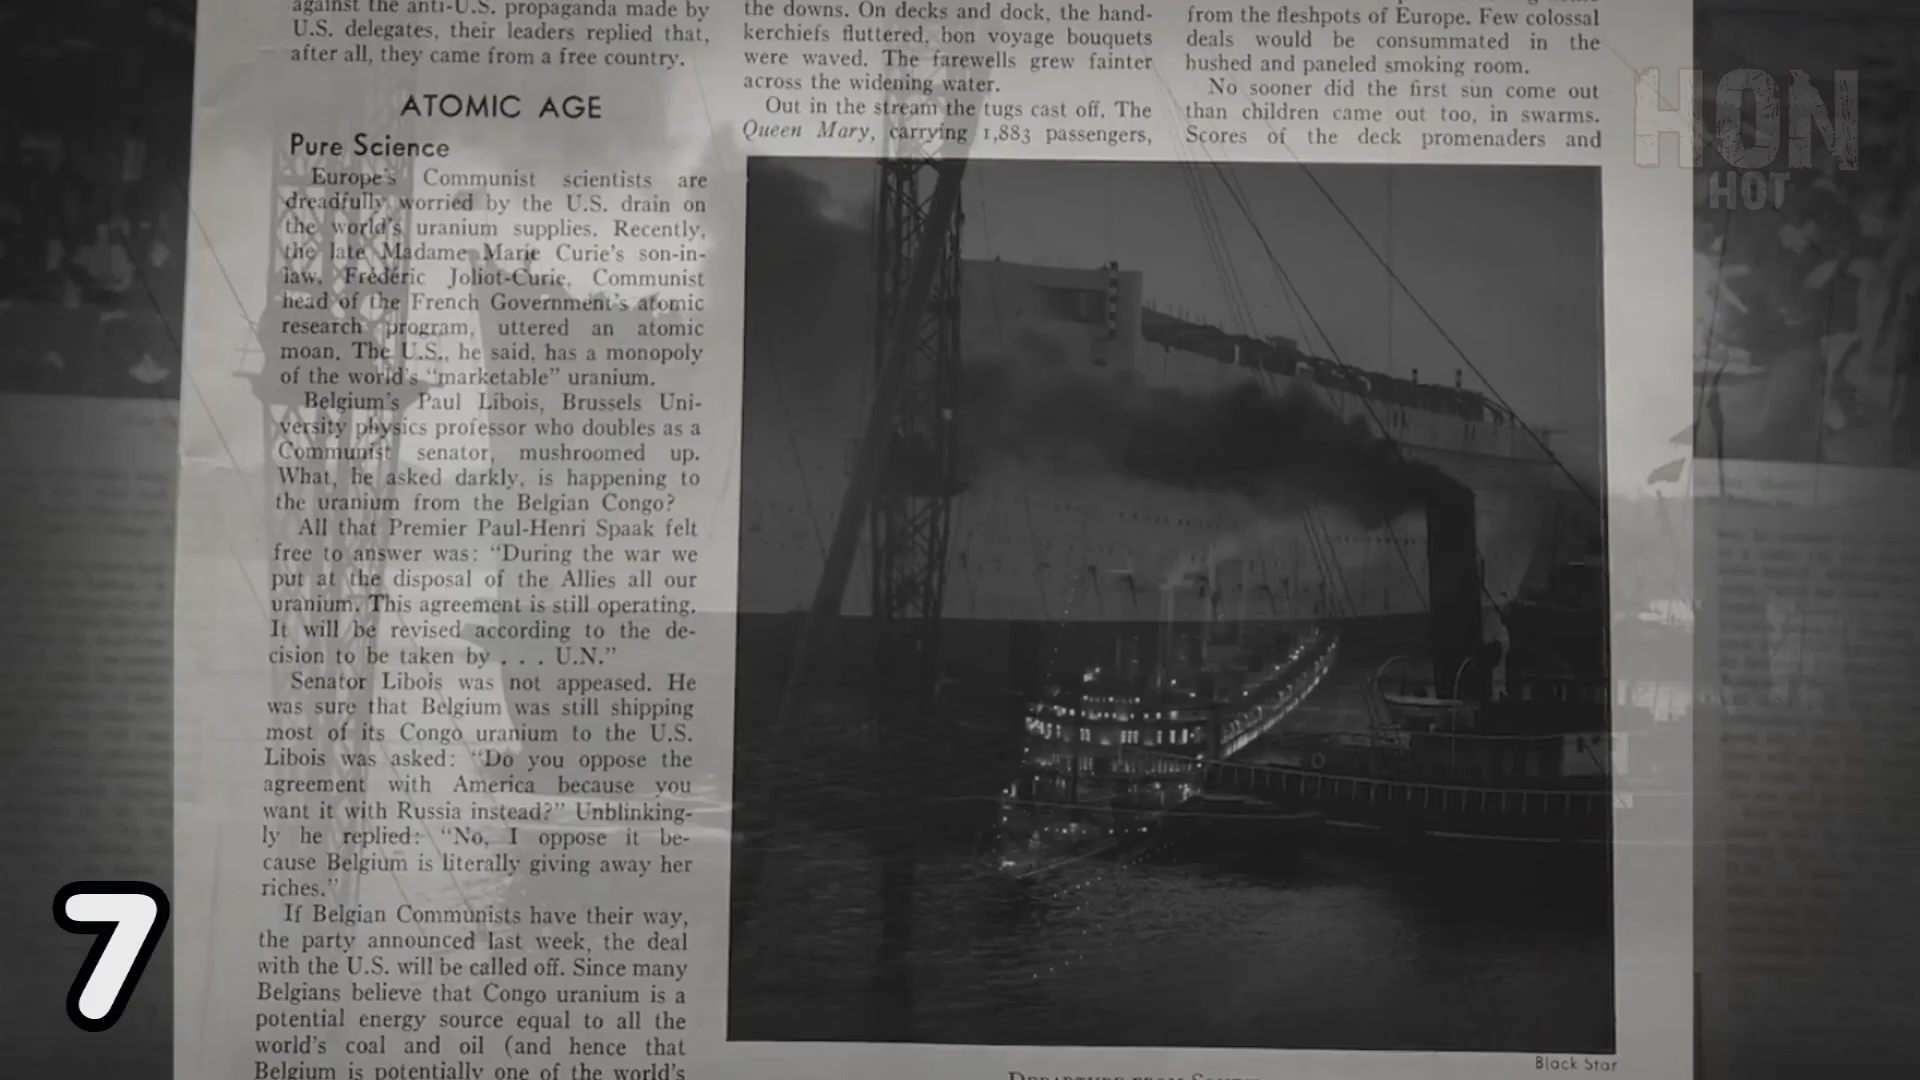 against the anti-U.S. propaganda made by
U.S. delegates, their leaders replied that,
after all, they came from a free country.
ATOMIC AGE
Pure Science
Europe's Communist scientists are
dreadfully worried by the U.S. drain on
the world's uranium supplies. Recently,
the late Madame Marie Curie's son-in-
law, Frédéric Joliot-Curie, Communist
head of the French Government's atomic
research program, uttered an atomic
moan. The U.S., he said, has a monopoly
of the world's "marketable" uranium.
Belgium's Paul Libois, Brussels Uni-
versity physics professor who doubles as a
Communist senator, mushroomed up.
What, he asked darkly, is happening to
the uranium from the Belgian Congo?
All that Premier Paul-Henri Spaak felt
free to answer was: "During the war we
put at the disposal of the Allies all our
uranium. This agreement is still operating.
It will be revised according to the de-
cision to be taken by . . . U.N."
Senator Libois was not appeased. He
was sure that Belgium was still shipping
most of its Congo uranium to the U.S.
Libois was asked: "Do you oppose the
agreement with America because you
want it with Russia instead?" Unblinking-
ly he replied: "No, I oppose it be-
cause Belgium is literally giving away her
riches."
If Belgian Communists have their way,
the party announced last week, the deal
with the U.S. will be called off. Since many
Belgians believe that Congo uranium is a
potential energy source equal to all the
world's coal and oil (and hence that
Belgium is potentially one of the world's
the downs. On decks and dock, the hand-
kerchiefs fluttered, bon voyage bouquets
were waved. The farewells grew fainter
across the widening water.
Out in the stream the tugs cast off. The
Queen Mary, carrying 1,883 passengers,
from the fleshpots of Europe. Few colossal
deals would be consummated in the
hushed and paneled smoking room.
No sooner did the first sun come out
than children came out too, in swarms.
Scores of the deck promenaders and
Black Star
HON
HOT
7